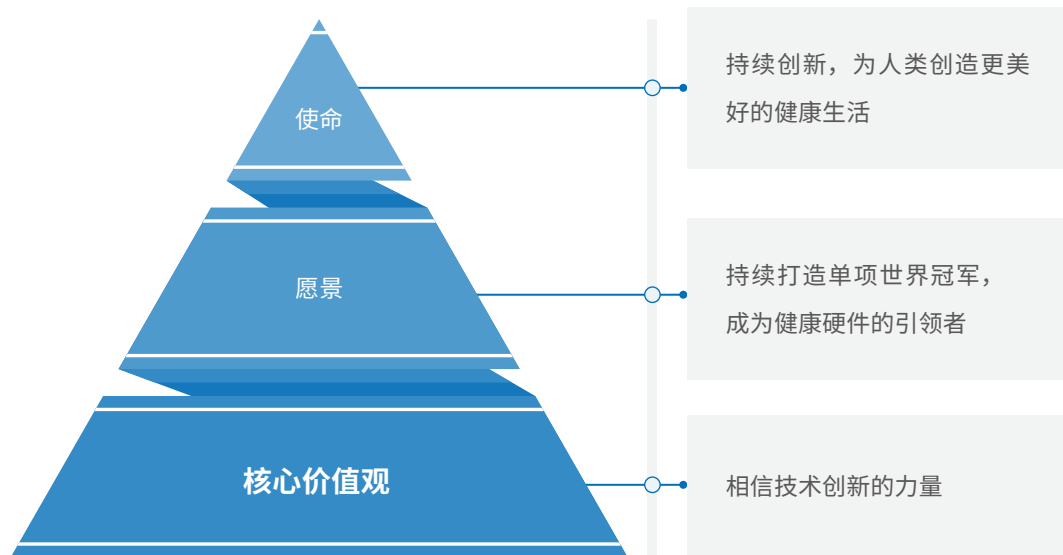 使命
持续创新，为人类创造更美
好的健康生活
愿景
持续打造单项世界冠军，
成为健康硬件的引领者
核心价值观
相信技术创新的力量